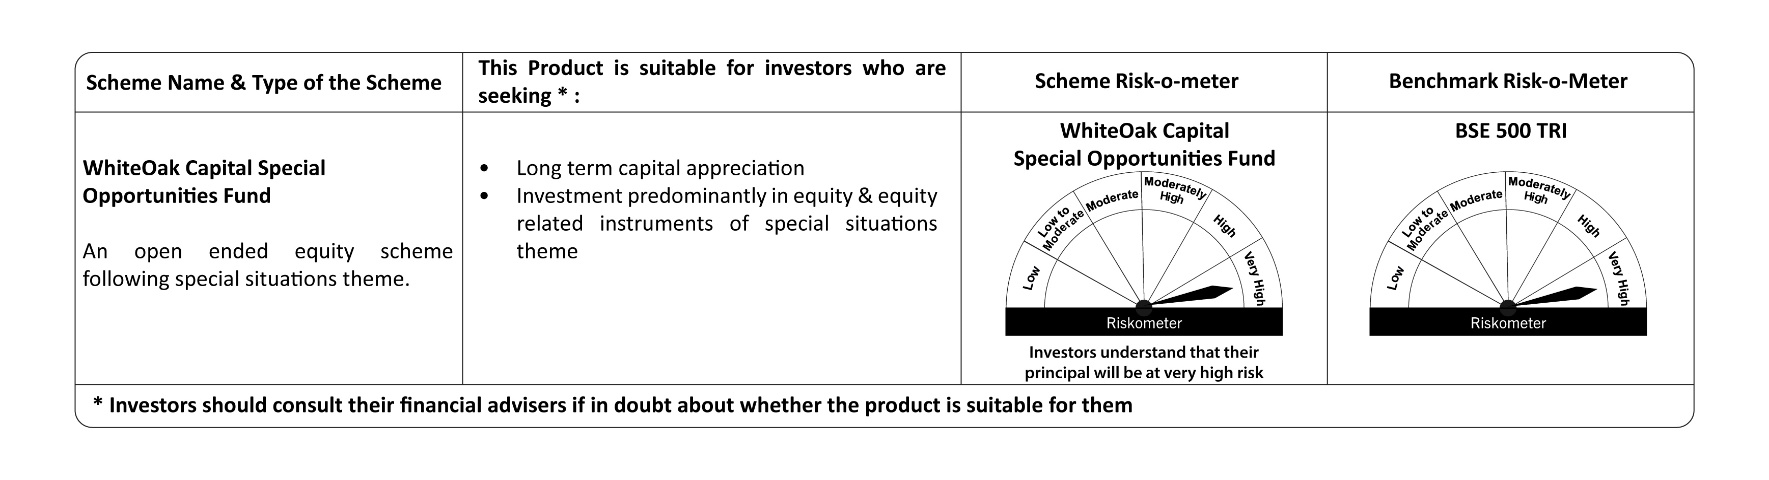 Scheme Name & Type of the Scheme
This Product is suitable for investors who are
seeking * :
Scheme Risk-o-meter
Benchmark Risk-o-Meter
WhiteOak Capital Special
Opportunities Fund
An open ended equity scheme
following special situations theme.
• Long term capital appreciation
• Investment predominantly in equity & equity
related instruments of special situations
theme
WhiteOak Capital
Special Opportunities Fund
Low
Low to
Moderate
Moderate
Moderately
High
High
Very High
Riskometer
Investors understand that their
principal will be at very high risk
BSE 500 TRI
Low
Low to
Moderate
Moderate
Moderately
High
High
Very High
Riskometer
* Investors should consult their financial advisers if in doubt about whether the product is suitable for them